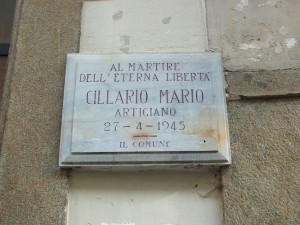 AL MARTIRE
DELL'ETERNA LIBERTÀ
CILLARIO MARIO
ARTIGIANO
27-4-1945
IL COMUNE